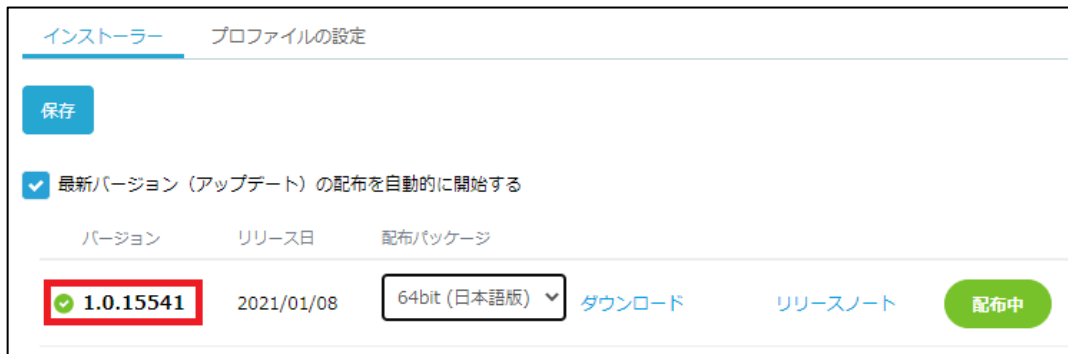 インストーラー プロファイルの設定
保存
最新バージョン（アップデート）の配布を自動的に開始する
バージョン リリース日 配布パッケージ
1.0.15541 2021/01/08 64bit (日本語版) ダウンロード リリースノート 配布中